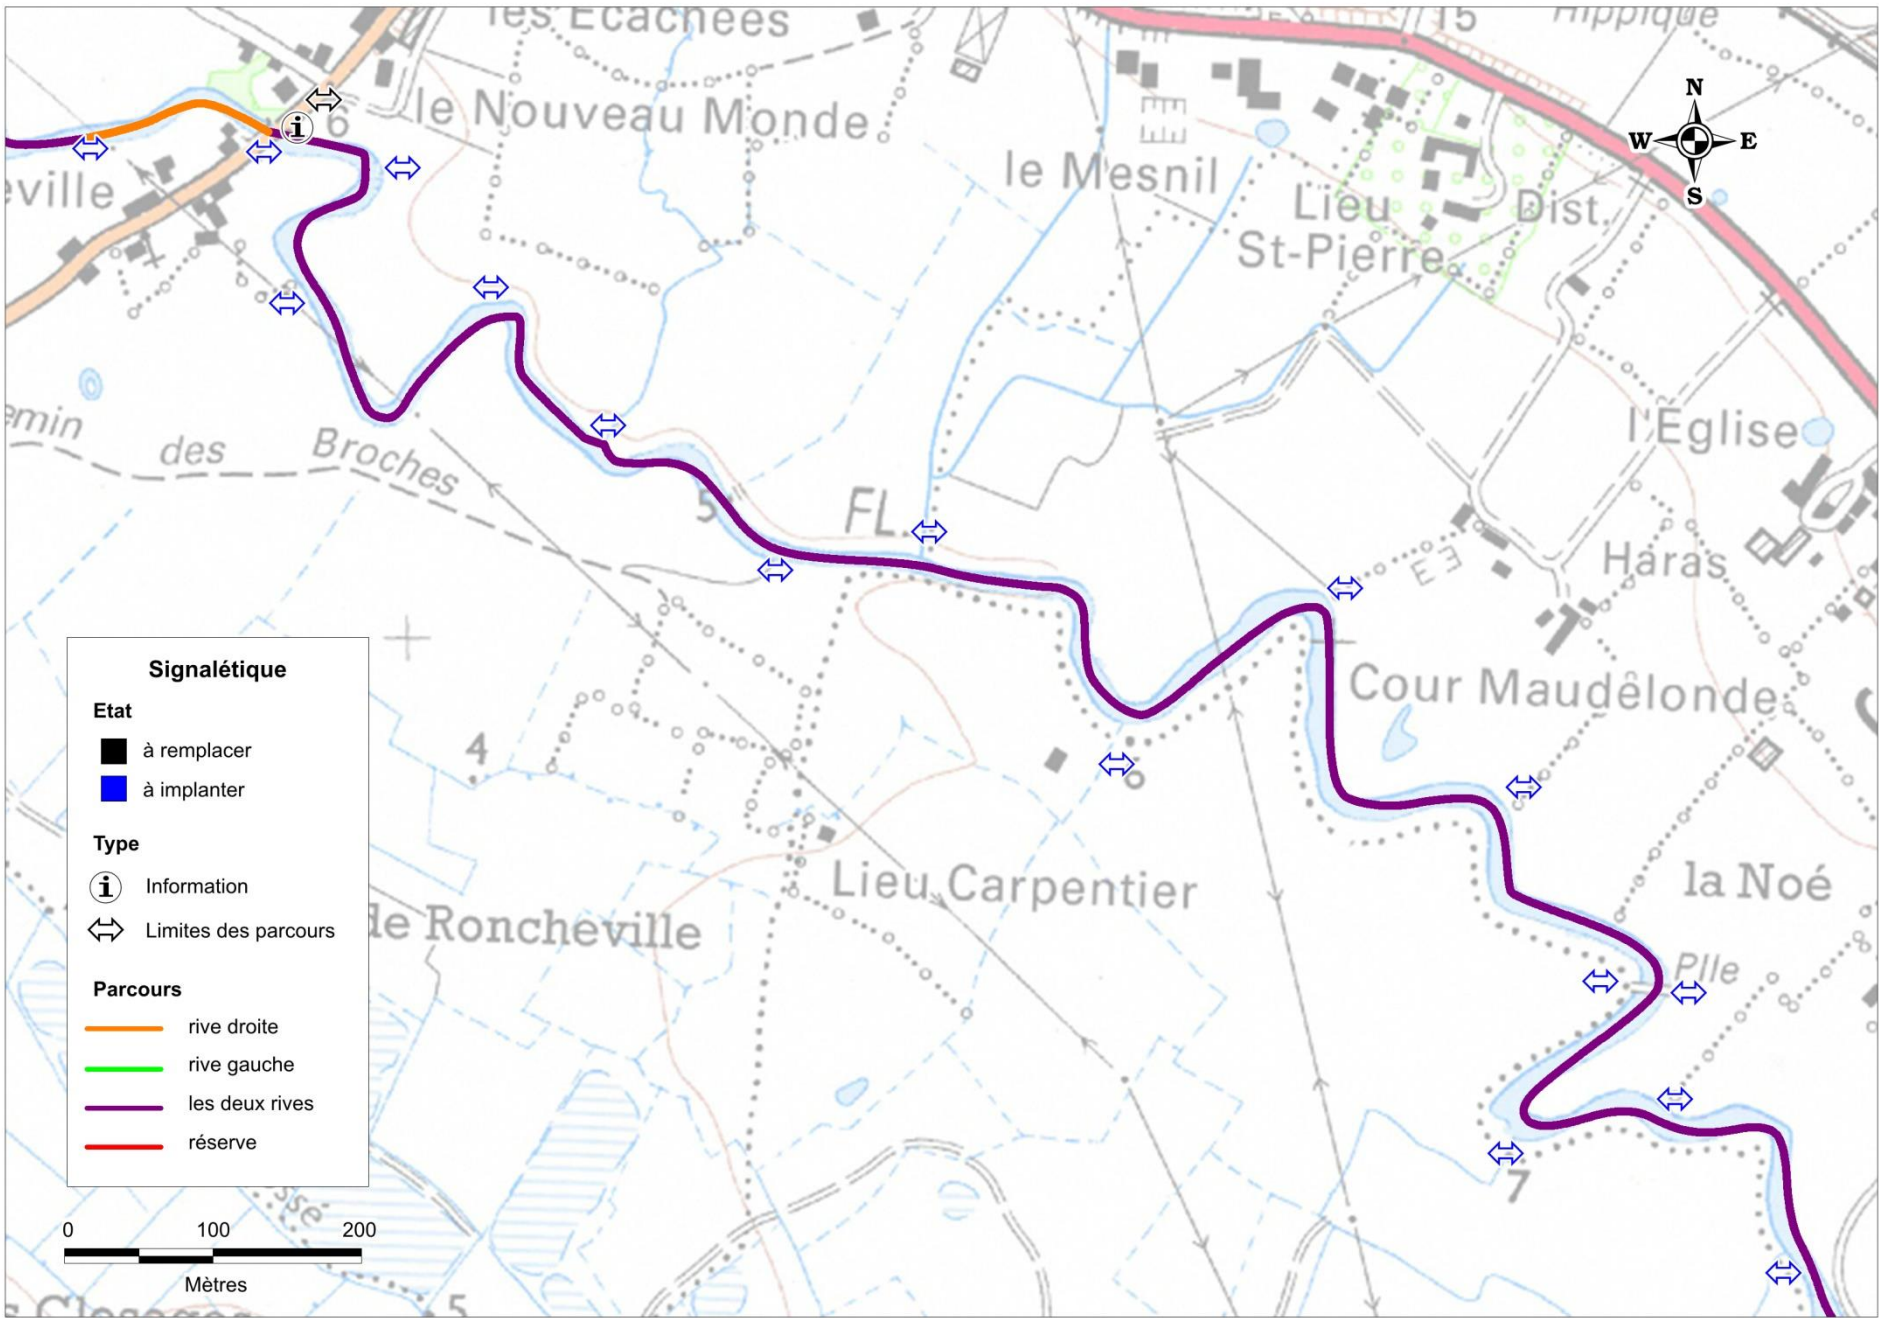 les Ecachées
15
Hippique
le Nouveau Monde
6
i
N
W E
S
le Mesnil
eville
Lieu
St-Pierre
Dist.
emin des Broches
l'Eglise
5
FL
Haras
Cour Maudêlonde
4
Lieu Carpentier
la Noé
de Roncheville
Plle
7
Signalétique
Etat
à remplacer
à implanter
Type
i Information
Limites des parcours
Parcours
rive droite
rive gauche
les deux rives
réserve
0 100 200
Mètres
5